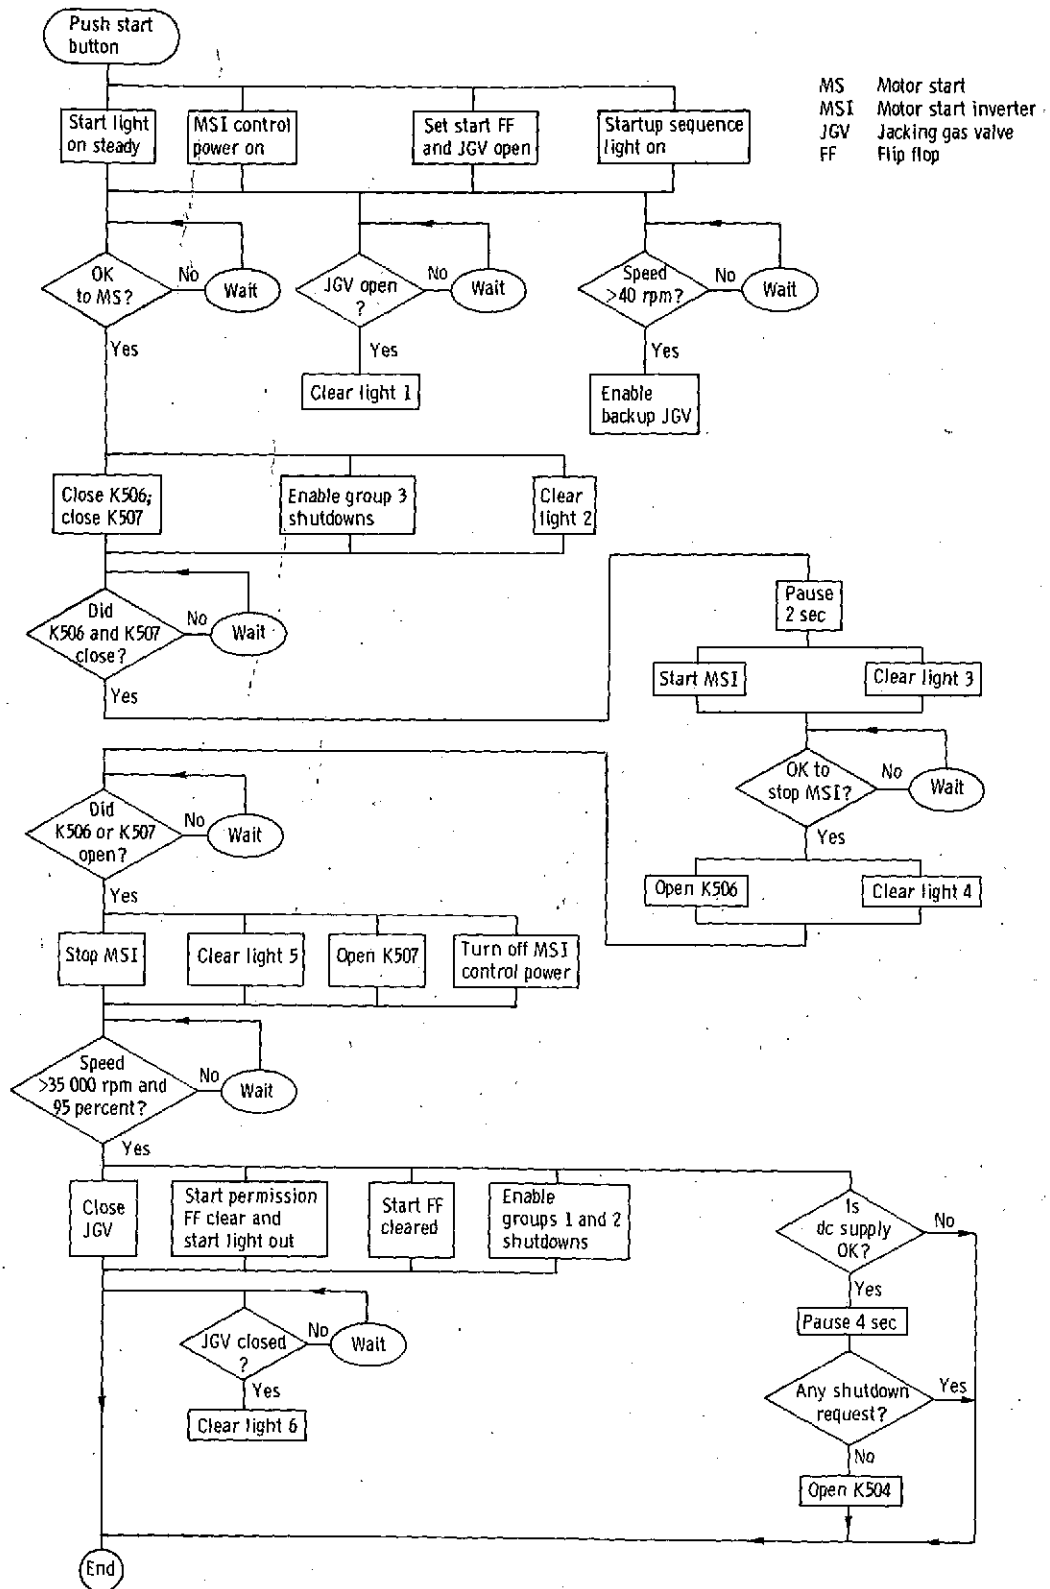 Push start
button
MS Motor start
MSI Motor start inverter
JGV Jacking gas valve
FF Flip flop
Start light
on steady
MSI control
power on
Set start FF
and JGV open
Startup sequence
light on
OK
to MS?
No
Wait
Yes
JGV open
?
No
Wait
Yes
Clear light 1
Speed
>40 rpm?
No
Wait
Yes
Enable
backup JGV
Close K506;
close K507
Enable group 3
shutdowns
Clear
light 2
Did
K506 and K507
close?
No
Wait
Yes
Pause
2 sec
Start MSI
Clear light 3
OK to
stop MSI?
No
Wait
Yes
Open K506
Clear light 4
Did
K506 or K507
open?
No
Wait
Yes
Stop MSI
Clear light 5
Open K507
Turn off MSI
control power
Speed
>35 000 rpm and
95 percent?
No
Wait
Yes
Close
JGV
Start permission
FF clear and
start light out
Start FF
cleared
Enable
groups 1 and 2
shutdowns
Is
dc supply
OK?
No
Yes
Pause 4 sec
Any shutdown
request?
Yes
No
Open K504
JGV closed
?
No
Wait
Yes
Clear light 6
End